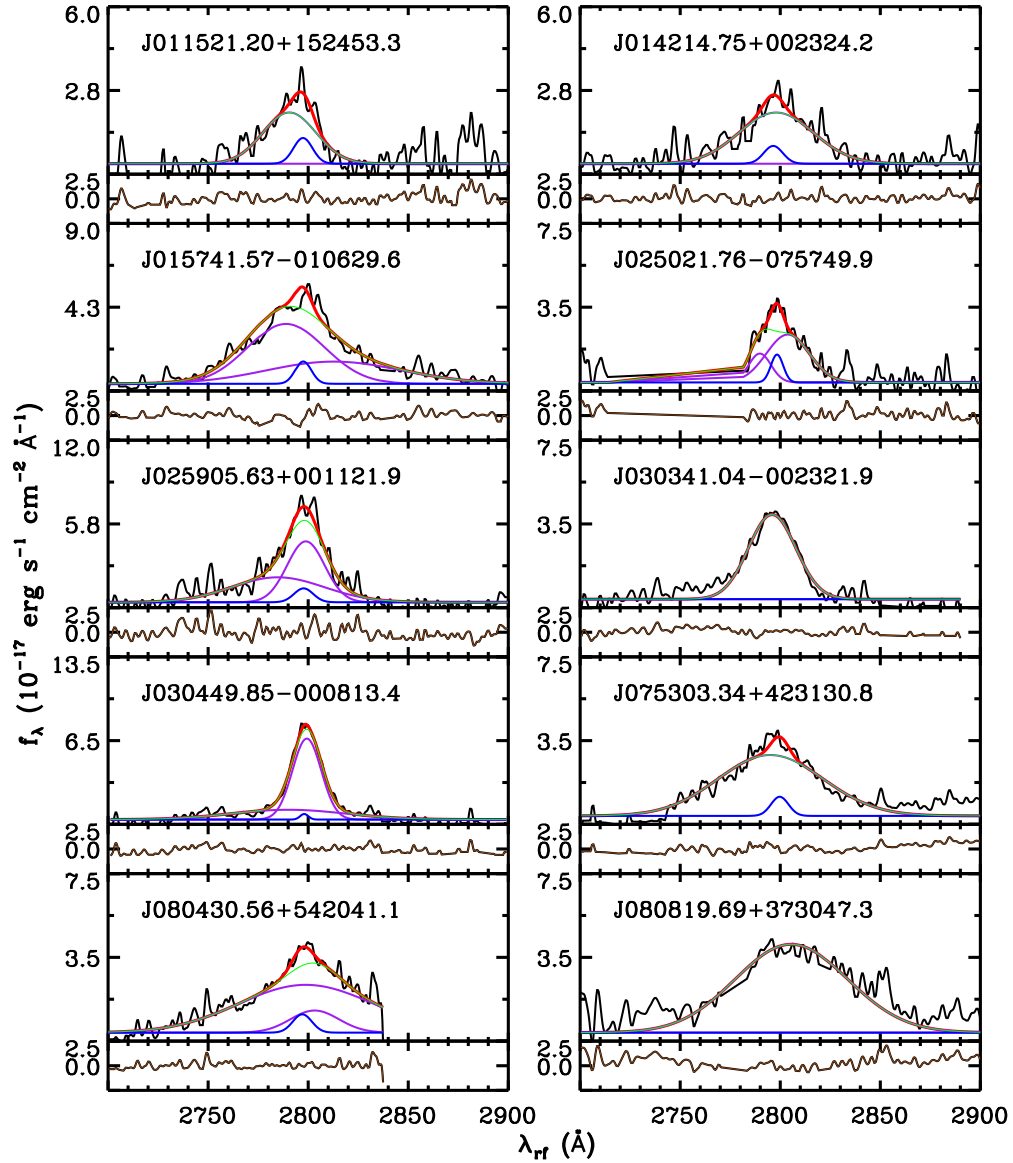 6.0
J011521.20+152453.3
2.8
2.5
0.0
J014214.75+002324.2
6.0
2.8
2.5
0.0
9.0
J015741.57−010629.6
4.3
2.5
0.0
7.5
J025021.76−075749.9
3.5
2.5
0.0
12.0
J025905.63+001121.9
5.8
2.5
0.0
7.5
J030341.04−002321.9
3.5
2.5
0.0
13.5
J030449.85−000813.4
6.5
2.5
0.0
7.5
J075303.34+423130.8
3.5
2.5
0.0
7.5
J080430.56+542041.1
3.5
2.5
0.0
7.5
J080819.69+373047.3
3.5
2.5
0.0
2750 2800 2850 2900
2750 2800 2850 2900
fλ (10⁻¹⁷ erg s⁻¹ cm⁻² Å⁻¹)
λrf (Å)